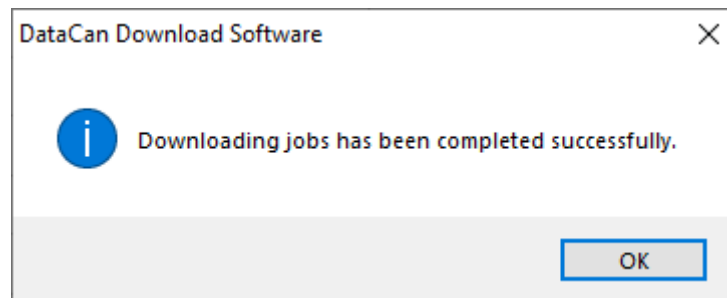 DataCan Download Software
Downloading jobs has been completed successfully.
OK